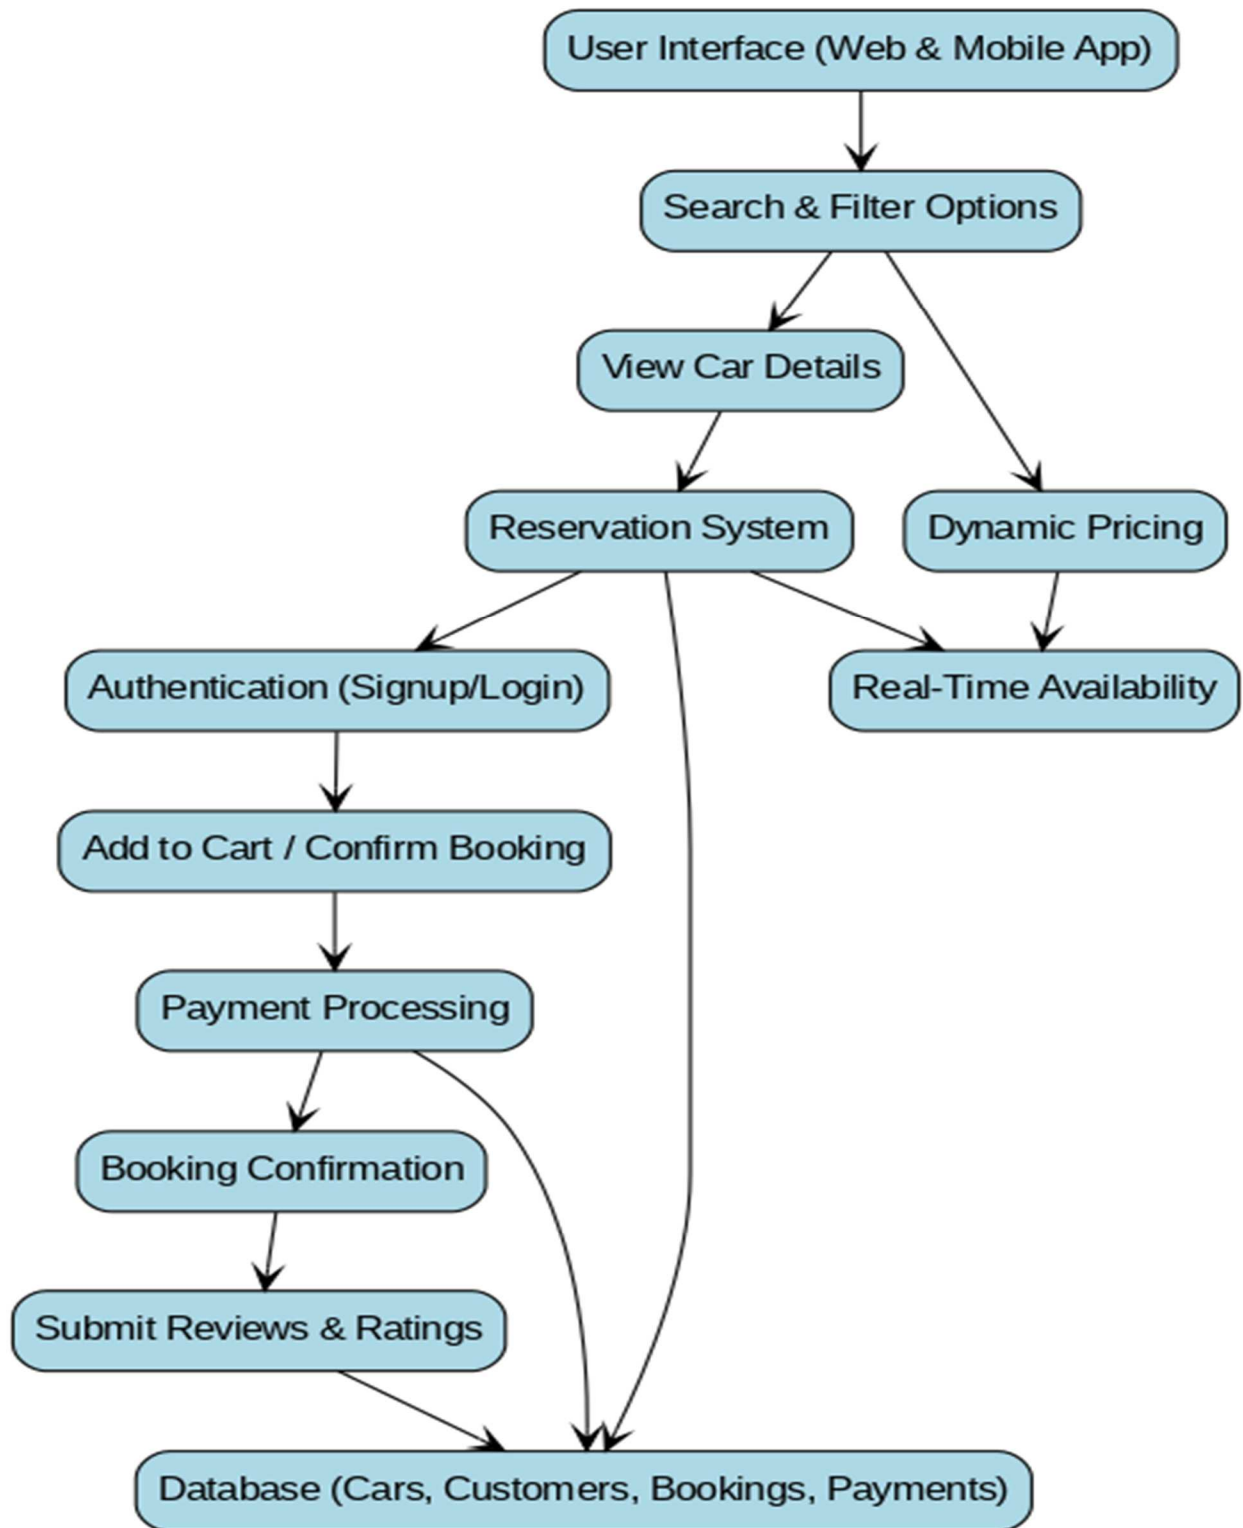 User Interface (Web & Mobile App)
Search & Filter Options
View Car Details
Reservation System
Dynamic Pricing
Authentication (Signup/Login)
Real-Time Availability
Add to Cart / Confirm Booking
Payment Processing
Booking Confirmation
Submit Reviews & Ratings
Database (Cars, Customers, Bookings, Payments)